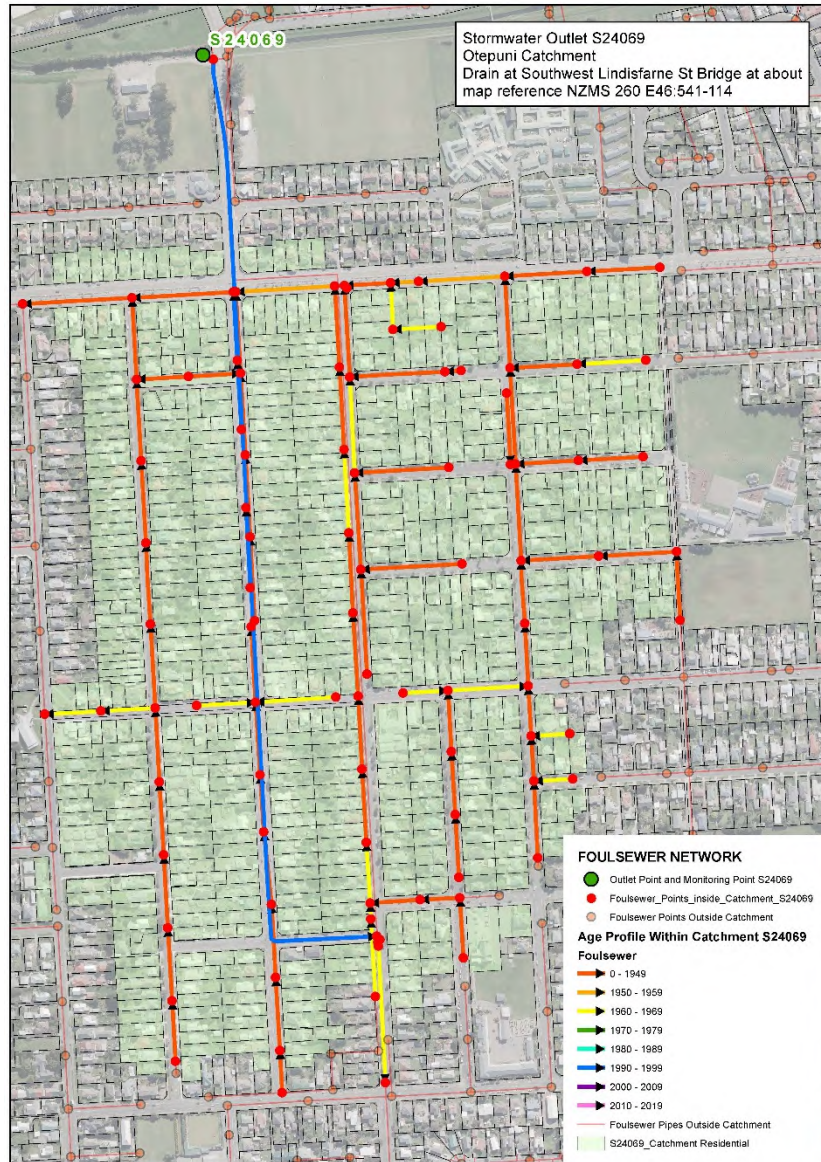 S24069
Stormwater Outlet S24069
Otepuni Catchment
Drain at Southwest Lindisfarne St Bridge at about
map reference NZMS 260 E46:541-114
FOULSEWER NETWORK
Outlet Point and Monitoring Point S24069
Foulsewer_Points_inside_Catchment_S24069
Foulsewer Points Outside Catchment
Age Profile Within Catchment S24069
Foulsewer
0 - 1949
1950 - 1959
1960 - 1969
1970 - 1979
1980 - 1989
1990 - 1999
2000 - 2009
2010 - 2019
Foulsewer Pipes Outside Catchment
S24069_Catchment Residential